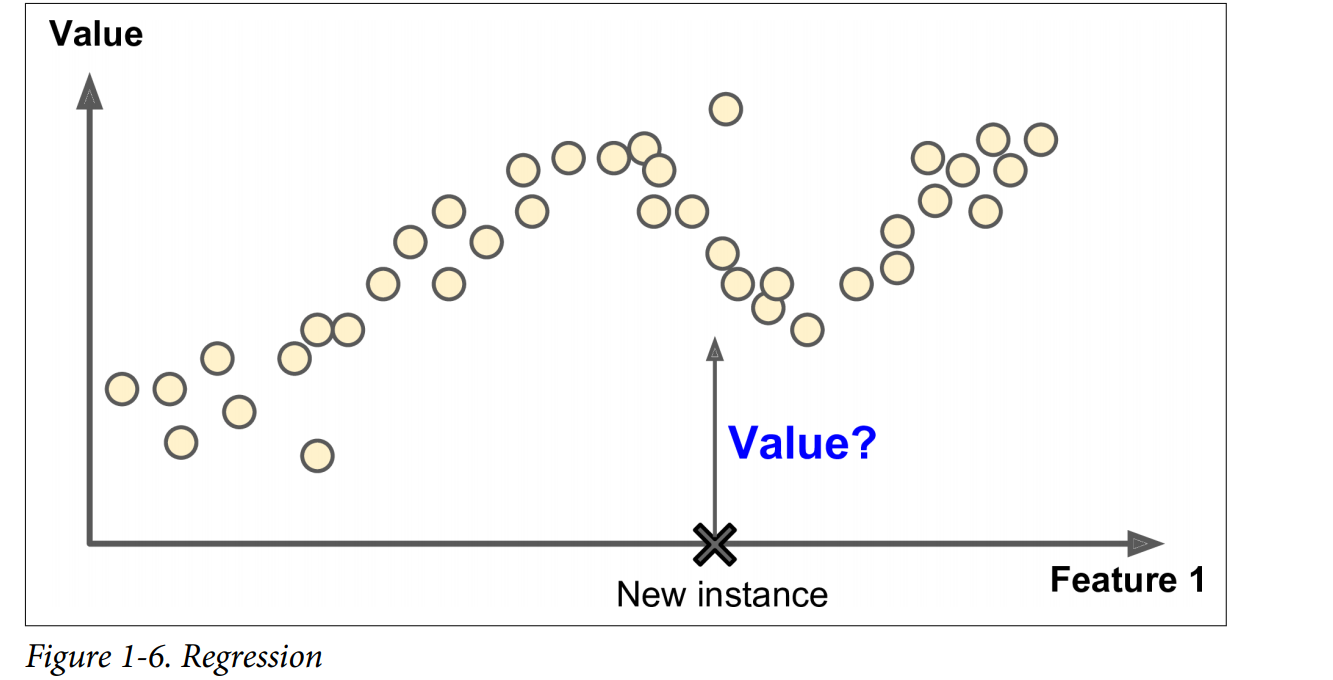 Value
Value?
New instance
Feature 1
Figure 1-6. Regression